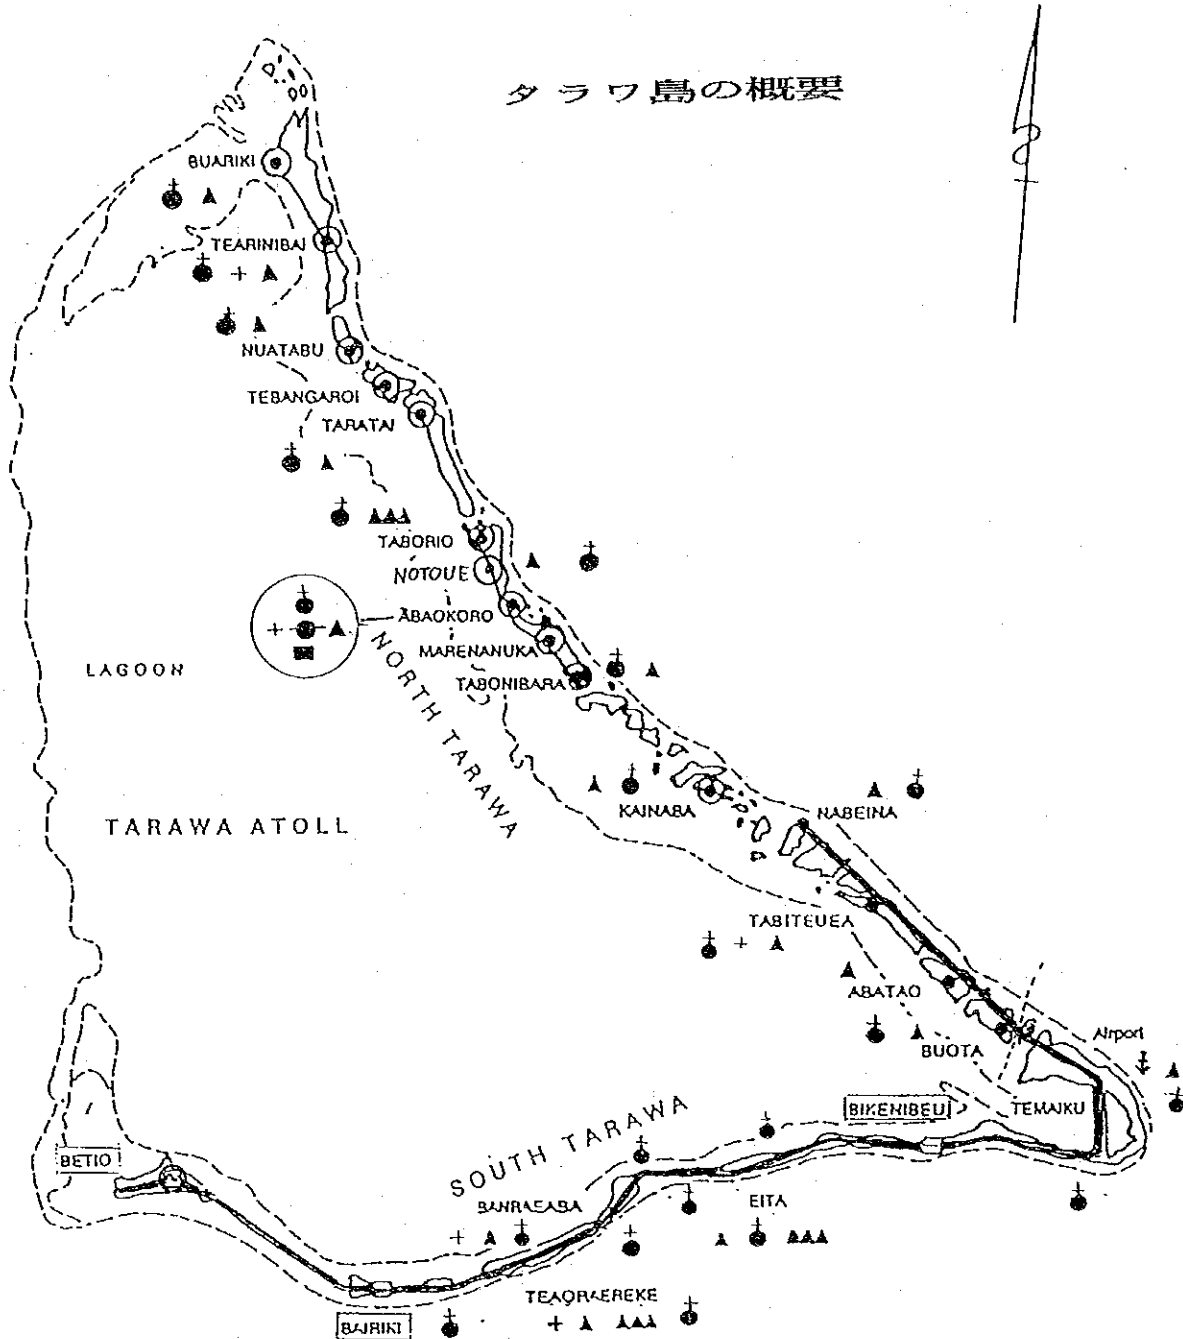 タラワ島の概要
BUARIKI
TEARINIBAI
NUATABU
TEBANGAROI
TARATAI
TABORIO
NOTOUE
ABAOKORO
MARENANUKA
TABONIBARA
LAGOON
NORTH TARAWA
KAINABA
NABEINA
TARAWA ATOLL
TABITEUEA
ABATAO
BUOTA
Airport
BIKENIBEU
TEMAIKU
SOUTH TARAWA
BETIO
BANRAEABA
EITA
TEAORAEREKE
BAIRIKI